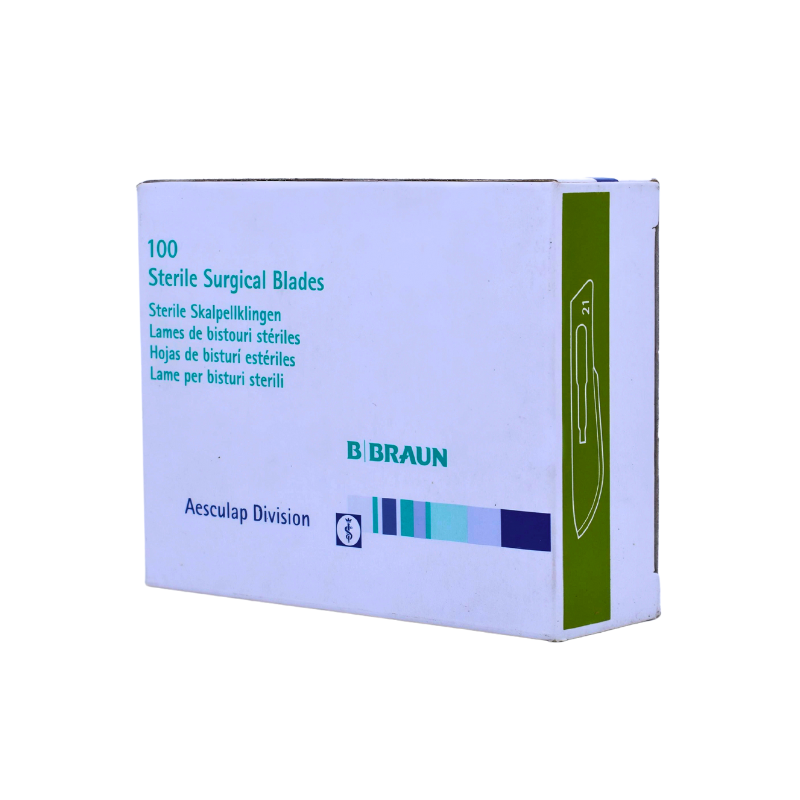 100
Sterile Surgical Blades
Sterile Skalpellklingen
Lames de bistouri stériles
Hojas de bisturí estériles
Lame per bisturi sterili
B|BRAUN
Aesculap Division
21